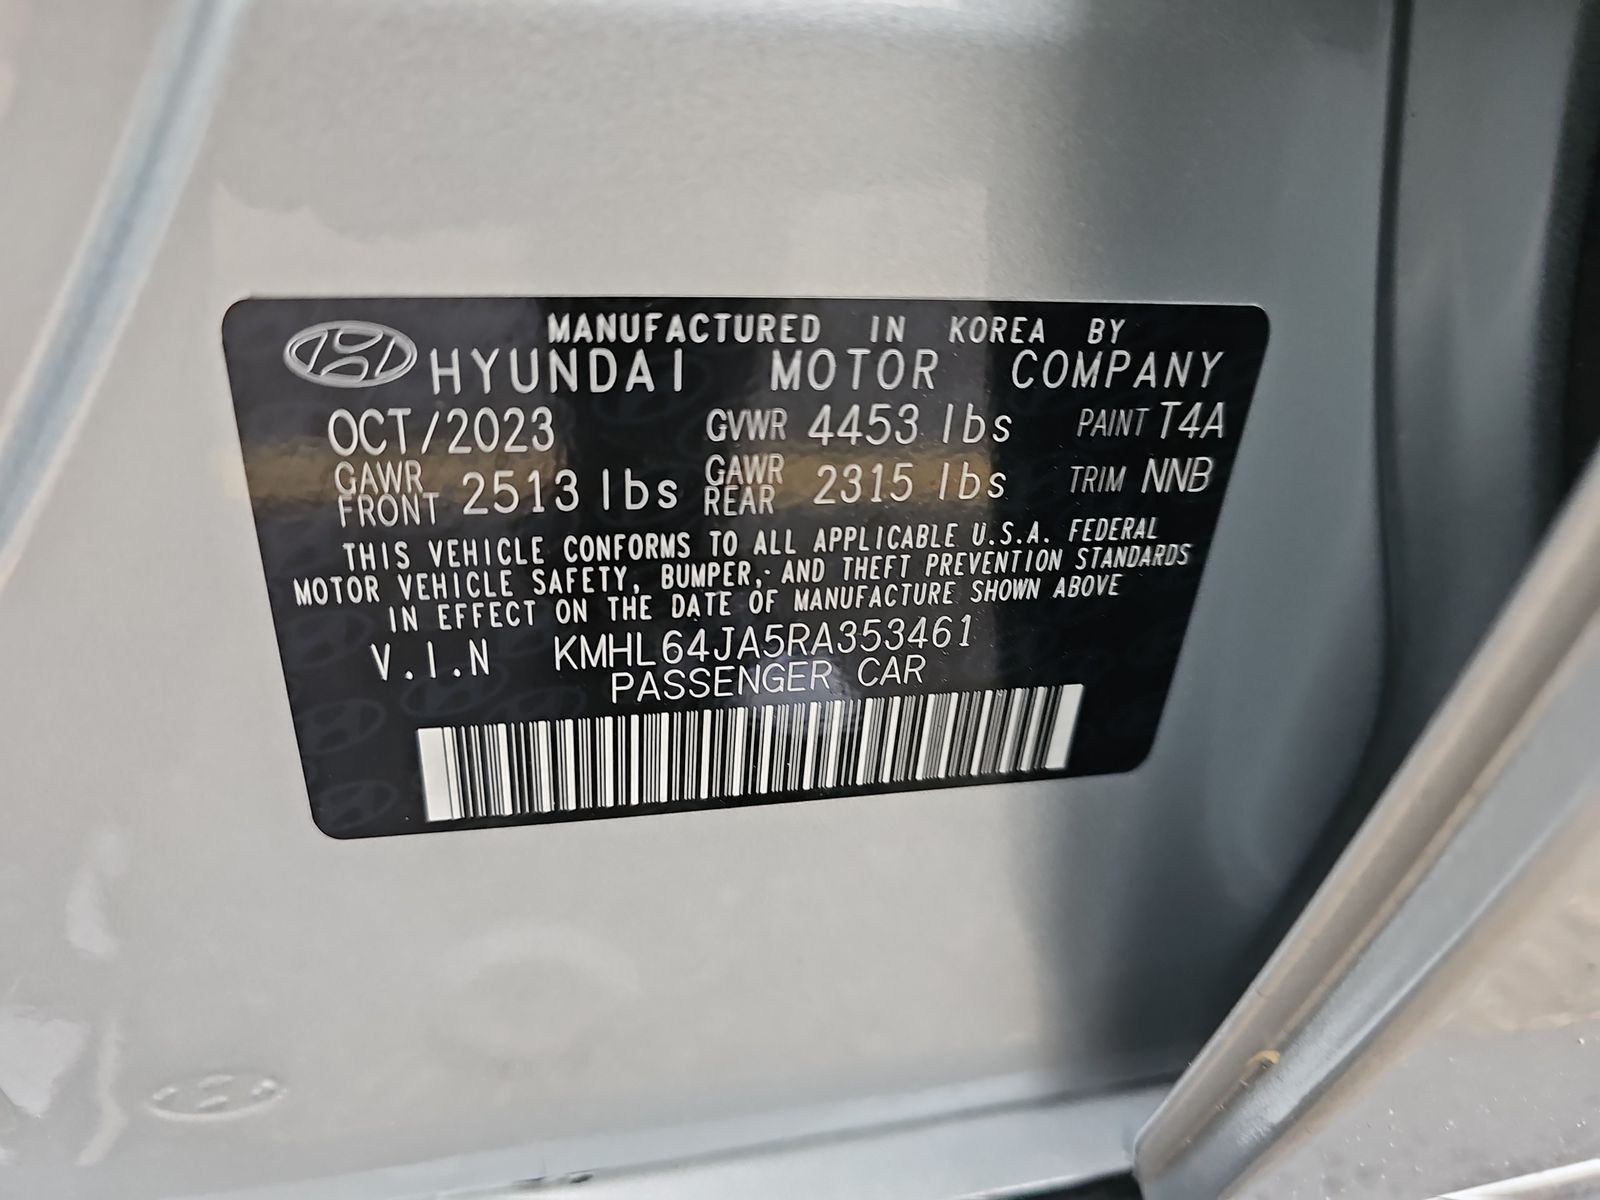 MANUFACTURED IN KOREA BY
HYUNDAI MOTOR COMPANY
OCT/2023 GVWR 4453 lbs PAINT T4A
GAWR FRONT 2513 lbs GAWR REAR 2315 lbs TRIM NNB
THIS VEHICLE CONFORMS TO ALL APPLICABLE U.S.A. FEDERAL
MOTOR VEHICLE SAFETY, BUMPER, AND THEFT PREVENTION STANDARDS
IN EFFECT ON THE DATE OF MANUFACTURE SHOWN ABOVE
V.I.N KMHL64JA5RA353461
PASSENGER CAR